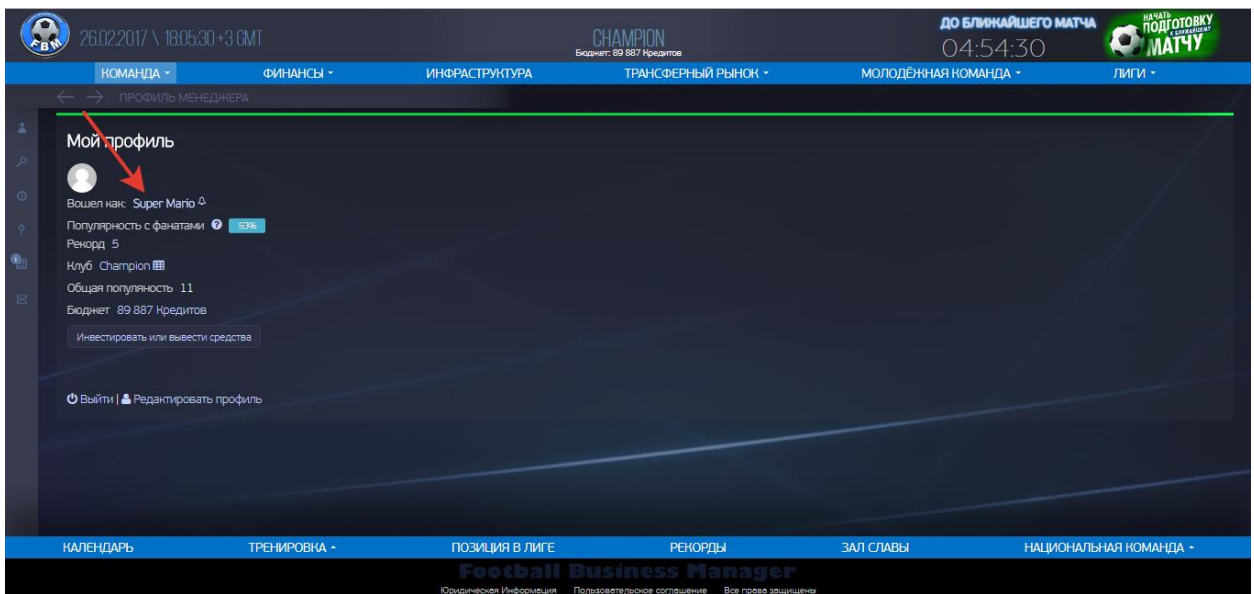 FBM
26.02.2017 \ 18:05:30 +3 GMT
CHAMPION
Бюджет: 89 887 Кредитов
ДО БЛИЖАЙШЕГО МАТЧА
04:54:30
НАЧАТЬ
ПОДГОТОВКУ
К БЛИЖАЙШЕМУ
МАТЧУ
КОМАНДА ФИНАНСЫ ИНФРАСТРУКТУРА ТРАНСФЕРНЫЙ РЫНОК МОЛОДЁЖНАЯ КОМАНДА ЛИГИ
← → ПРОФИЛЬ МЕНЕДЖЕРА
Мой профиль
Вошел как: Super Mario
Популярность с фанатами ? 53%
Рекорд 5
Клуб Champion
Общая популяность 11
Бюджет 89 887 Кредитов
Инвестировать или вывести средства
Выйти | Редактировать профиль
КАЛЕНДАРЬ ТРЕНИРОВКА ПОЗИЦИЯ В ЛИГЕ РЕКОРДЫ ЗАЛ СЛАВЫ НАЦИОНАЛЬНАЯ КОМАНДА
Football Business Manager
Юридическая Информация Пользовательское соглашение Все права защищены